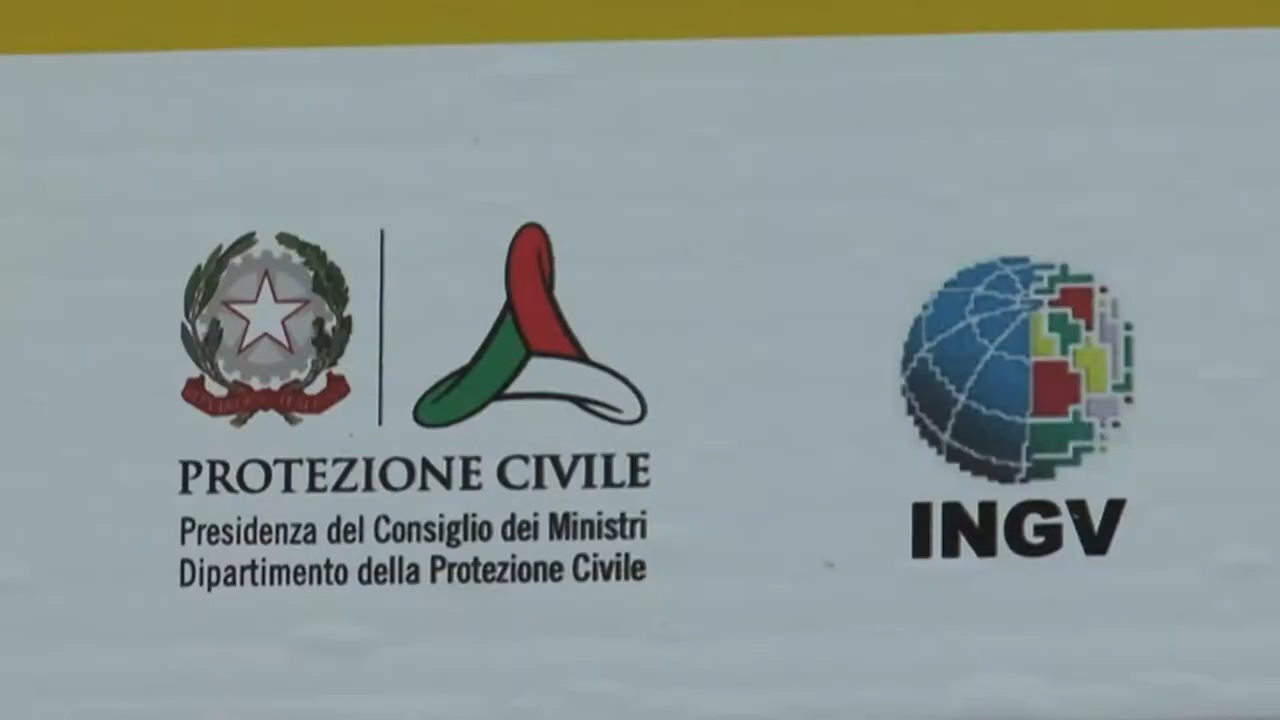 PROTEZIONE CIVILE
Presidenza del Consiglio dei Ministri
Dipartimento della Protezione Civile
INGV